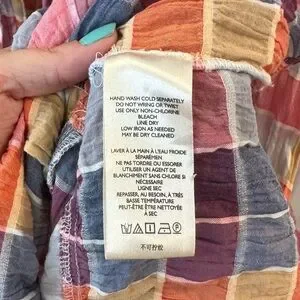 HAND WASH COLD SEPARATELY
DO NOT WRING OR TWIST
USE ONLY NON-CHLORINE
BLEACH
LINE DRY
LOW IRON AS NEEDED
MAY BE DRY CLEANED
LAVER À LA MAIN À L'EAU FROIDE
SÉPARÉMENT
NE PAS TORDRE OU ESSORER
UTILISER UN AGENT DE
BLANCHIMENT SANS CHLORE SI
NÉCESSAIRE
LIGNE SEC
REPASSER, AU BESOIN, À TRÈS
BASSE TEMPÉRATURE
PEUT-ÊTRE ÊTRE NETTOYÉ
À SEC
不可拧绞